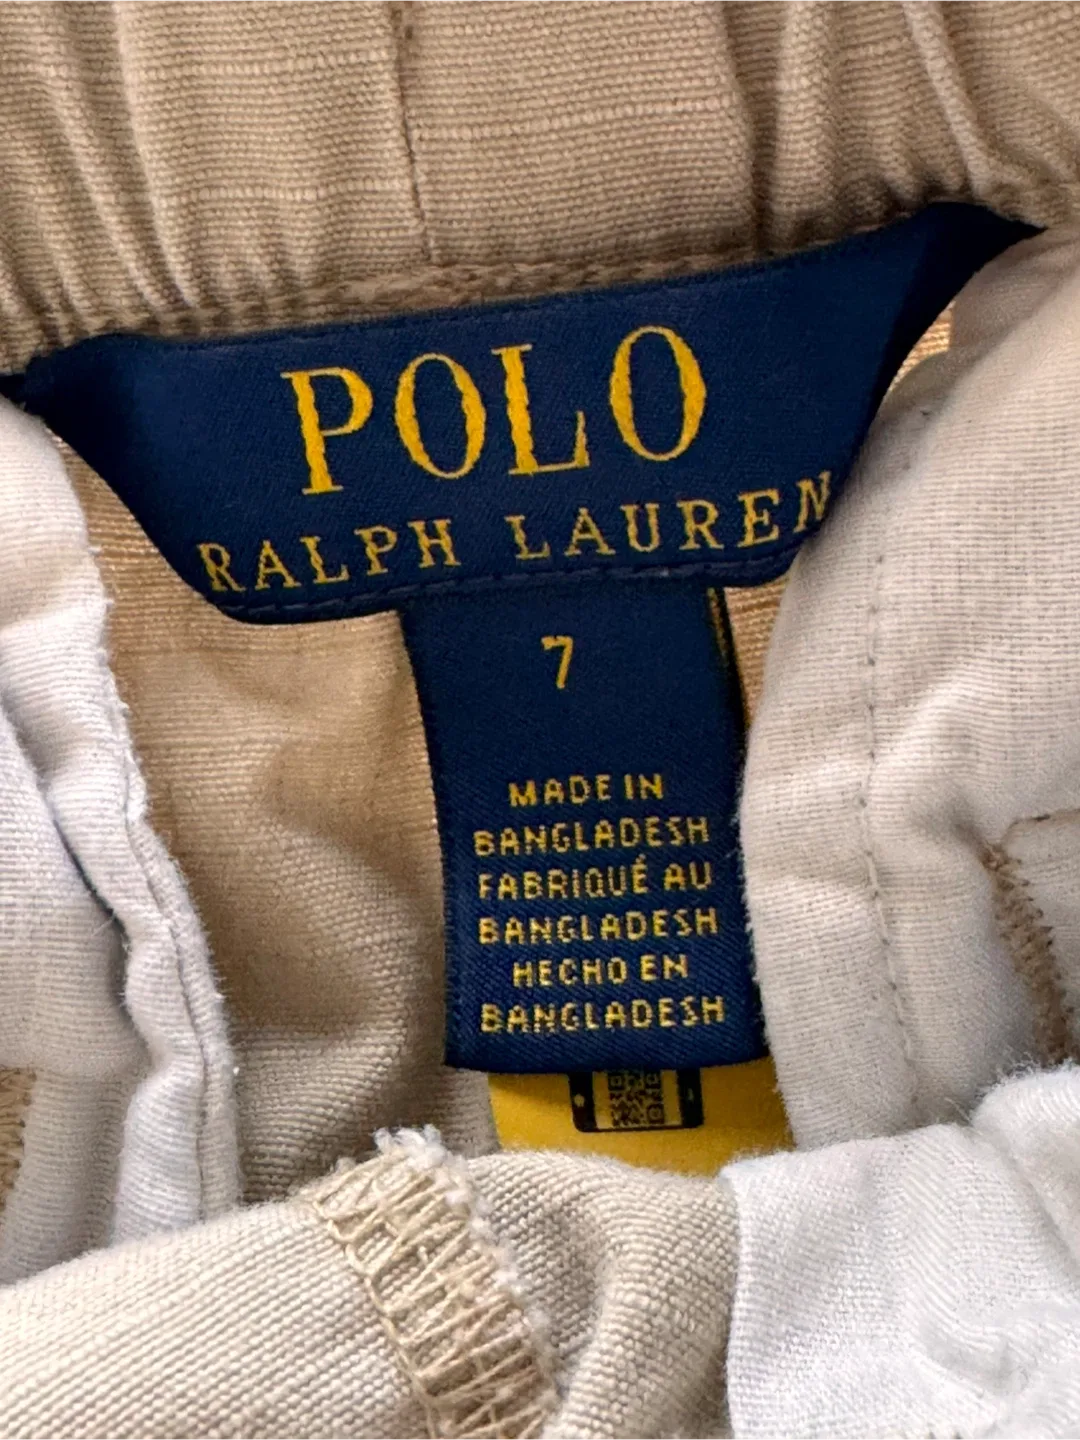 POLO
RALPH LAUREN
7
MADE IN
BANGLADESH
FABRIQUÉ AU
BANGLADESH
HECHO EN
BANGLADESH